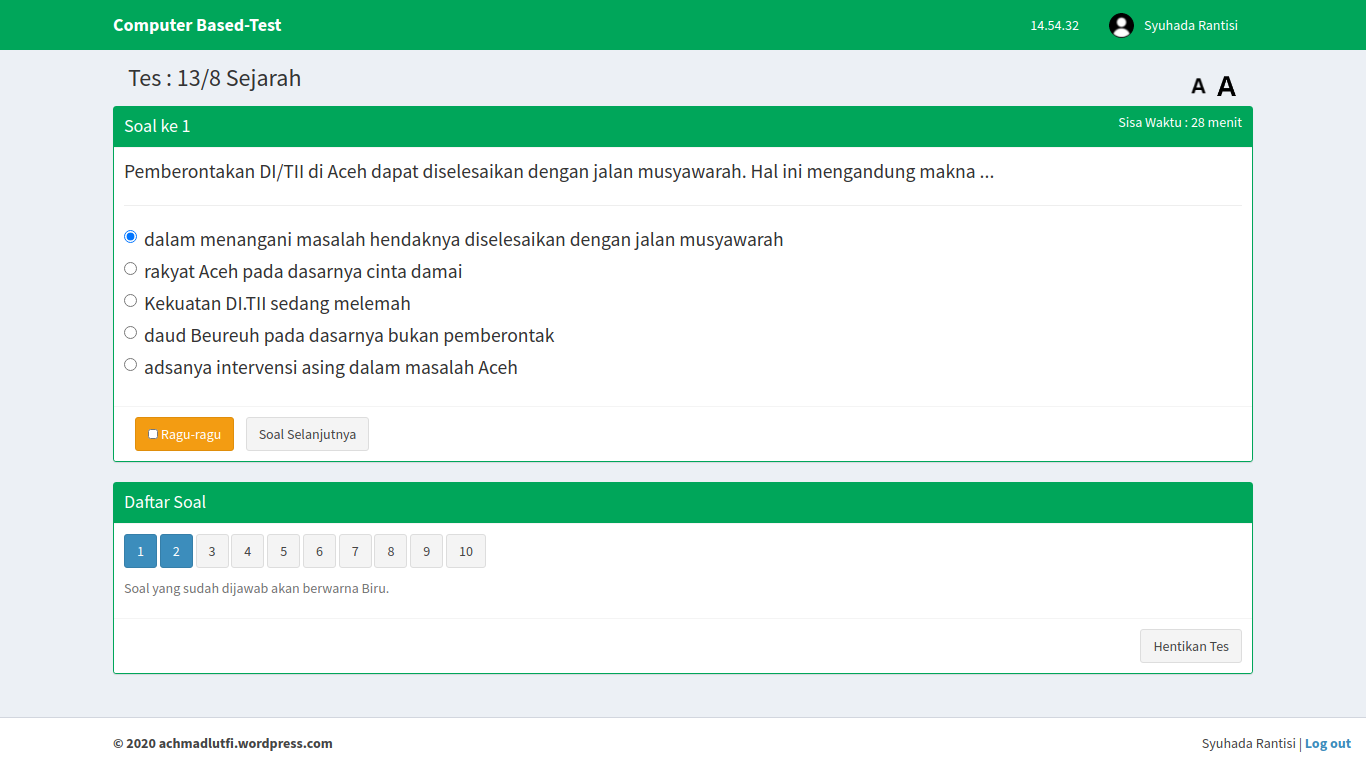 Computer Based-Test
14.54.32
Syuhada Rantisi
Tes : 13/8 Sejarah
A A
Soal ke 1
Sisa Waktu : 28 menit
Pemberontakan DI/TII di Aceh dapat diselesaikan dengan jalan musyawarah. Hal ini mengandung makna ...
dalam menangani masalah hendaknya diselesaikan dengan jalan musyawarah
rakyat Aceh pada dasarnya cinta damai
Kekuatan DI.TII sedang melemah
daud Beureuh pada dasarnya bukan pemberontak
adsanya intervensi asing dalam masalah Aceh
Ragu-ragu
Soal Selanjutnya
Daftar Soal
1 2 3 4 5 6 7 8 9 10
Soal yang sudah dijawab akan berwarna Biru.
Hentikan Tes
© 2020 achmadlutfi.wordpress.com
Syuhada Rantisi | Log out